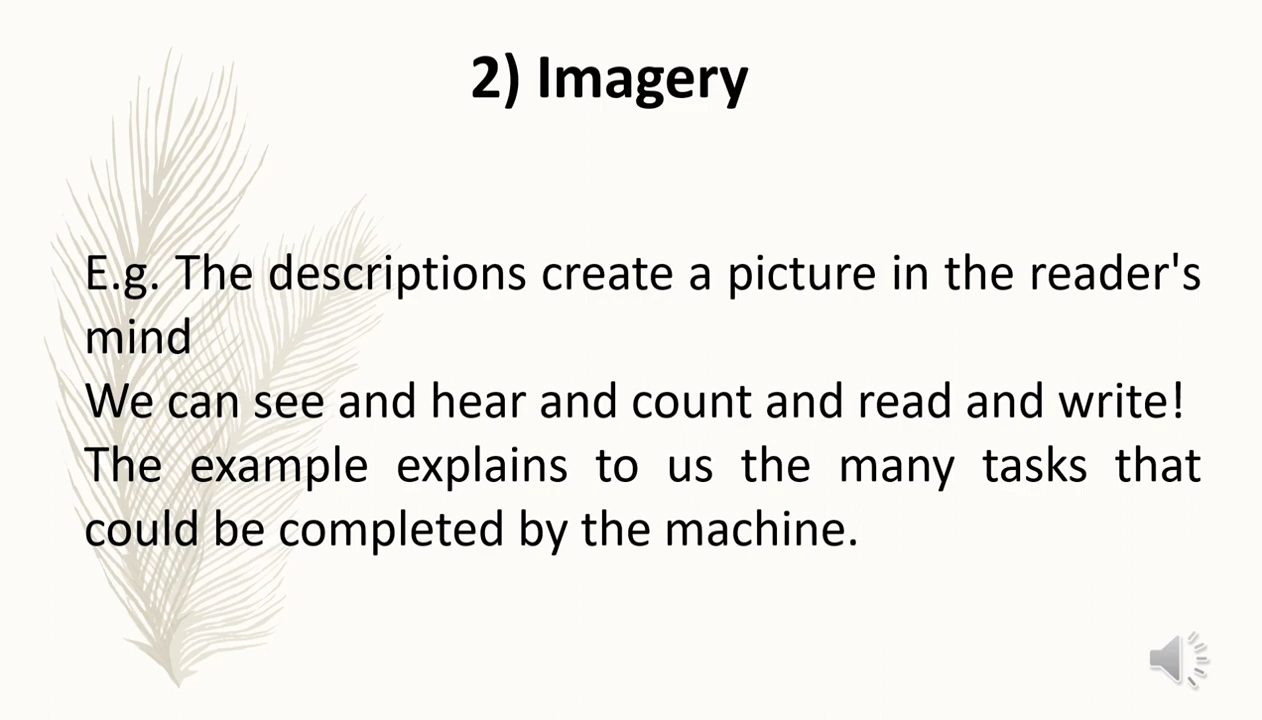 2) Imagery
E.g. The descriptions create a picture in the reader's
mind
We can see and hear and count and read and write!
The example explains to us the many tasks that
could be completed by the machine.